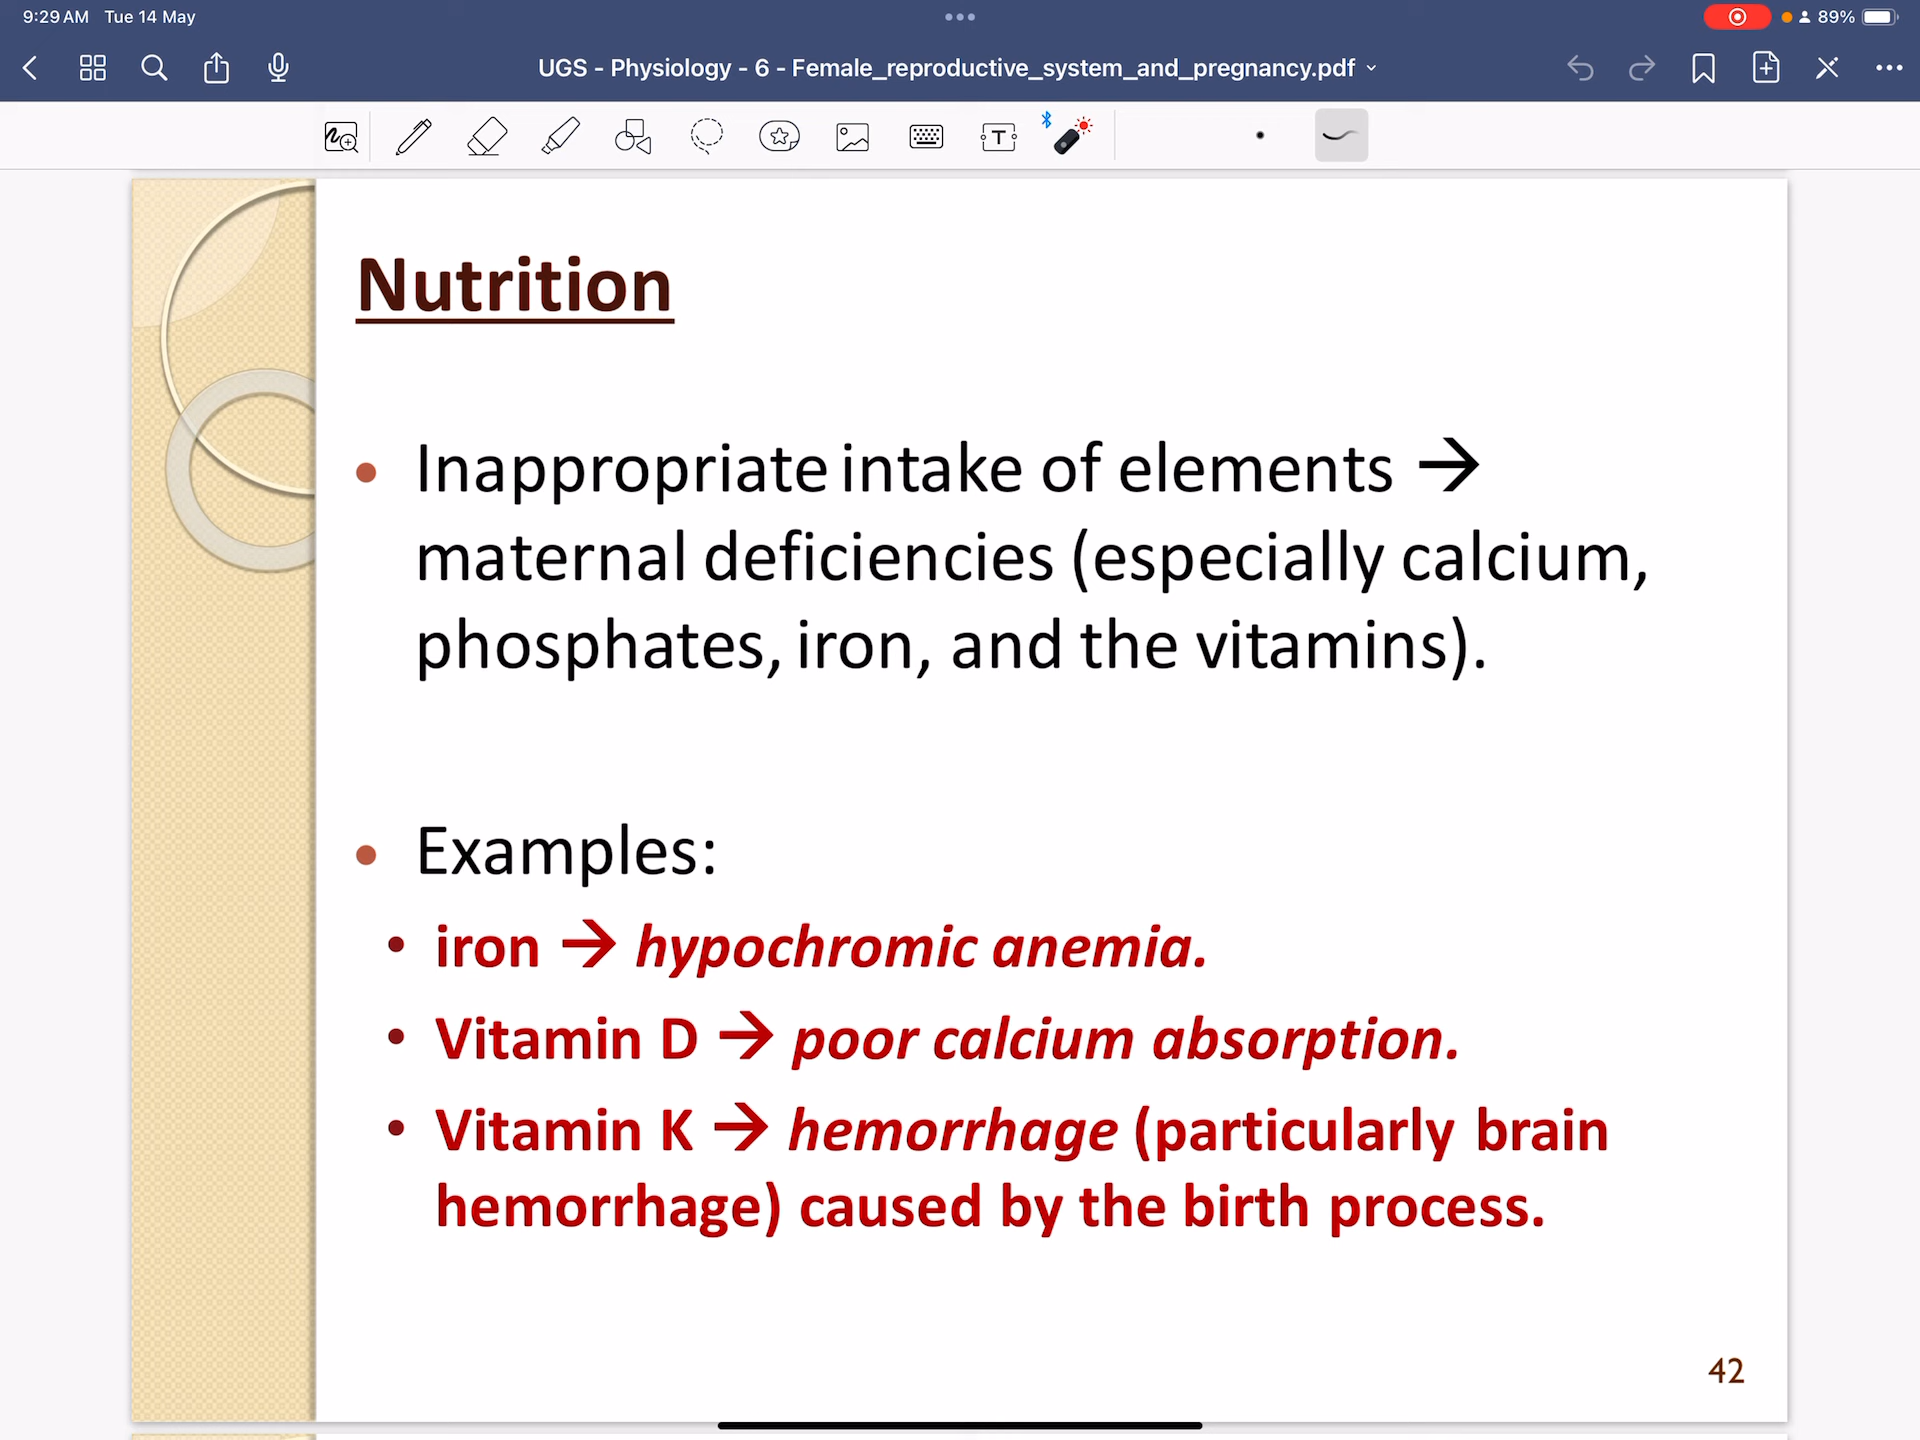 9:29 AM Tue 14 May
89%
UGS - Physiology - 6 - Female_reproductive_system_and_pregnancy.pdf
T
Nutrition
• Inappropriate intake of elements →
maternal deficiencies (especially calcium,
phosphates, iron, and the vitamins).
• Examples:
• iron → hypochromic anemia.
• Vitamin D → poor calcium absorption.
• Vitamin K → hemorrhage (particularly brain
hemorrhage) caused by the birth process.
42